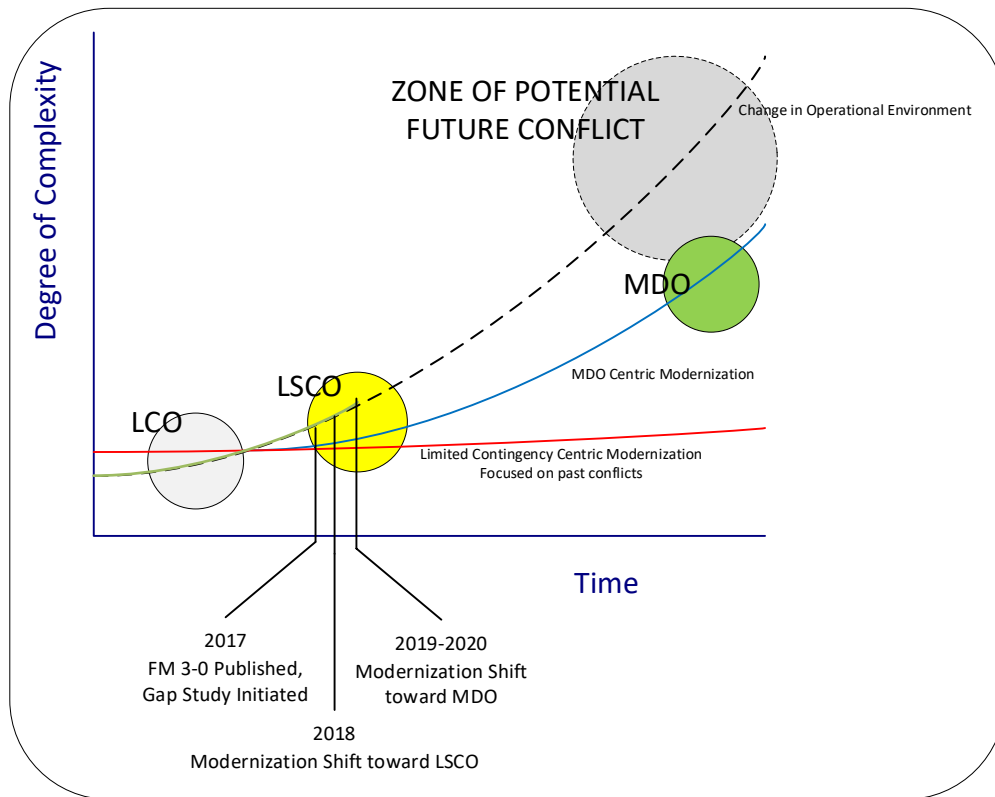 Degree of Complexity
ZONE OF POTENTIAL
FUTURE CONFLICT
Change in Operational Environment
MDO
MDO Centric Modernization
LSCO
LCO
Limited Contingency Centric Modernization
Focused on past conflicts
Time
2017
FM 3-0 Published,
Gap Study Initiated
2019-2020
Modernization Shift
toward MDO
2018
Modernization Shift toward LSCO